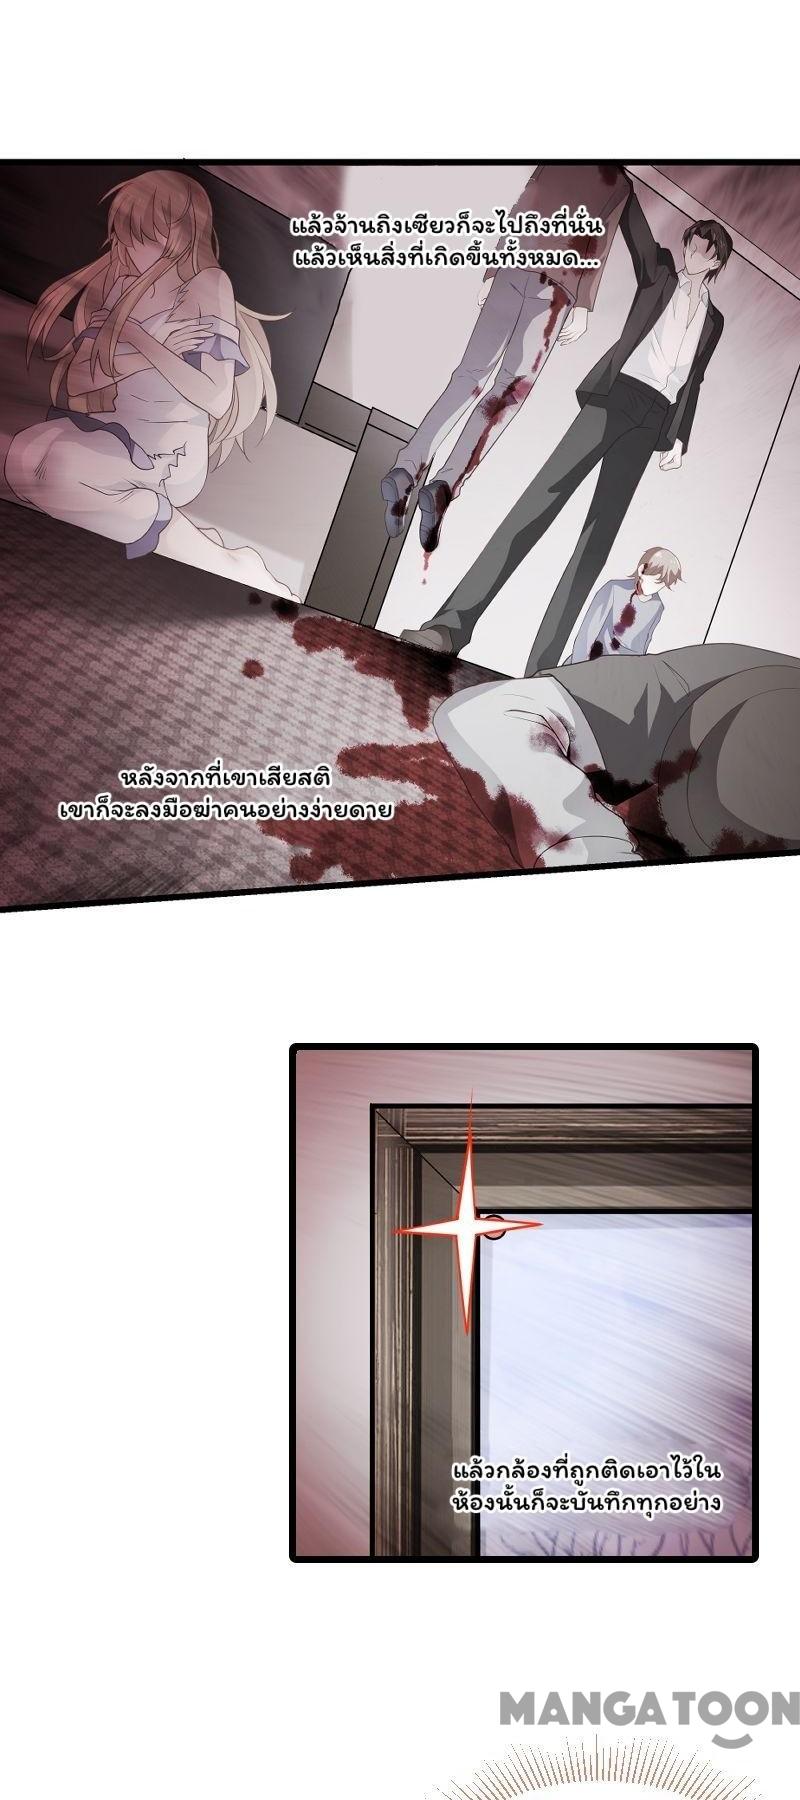 แล้วจ้านถิงเซียวก็จะไปถึงที่นั่น
แล้วเห็นสิ่งที่เกิดขึ้นทั้งหมด...
หลังจากที่เขาเสียสติ
เขาก็จะลงมือฆ่าคนอย่างง่ายดาย
แล้วกล้องที่ถูกติดเอาไว้ใน
ห้องนั้นก็จะบันทึกทุกอย่าง
MANGATOON